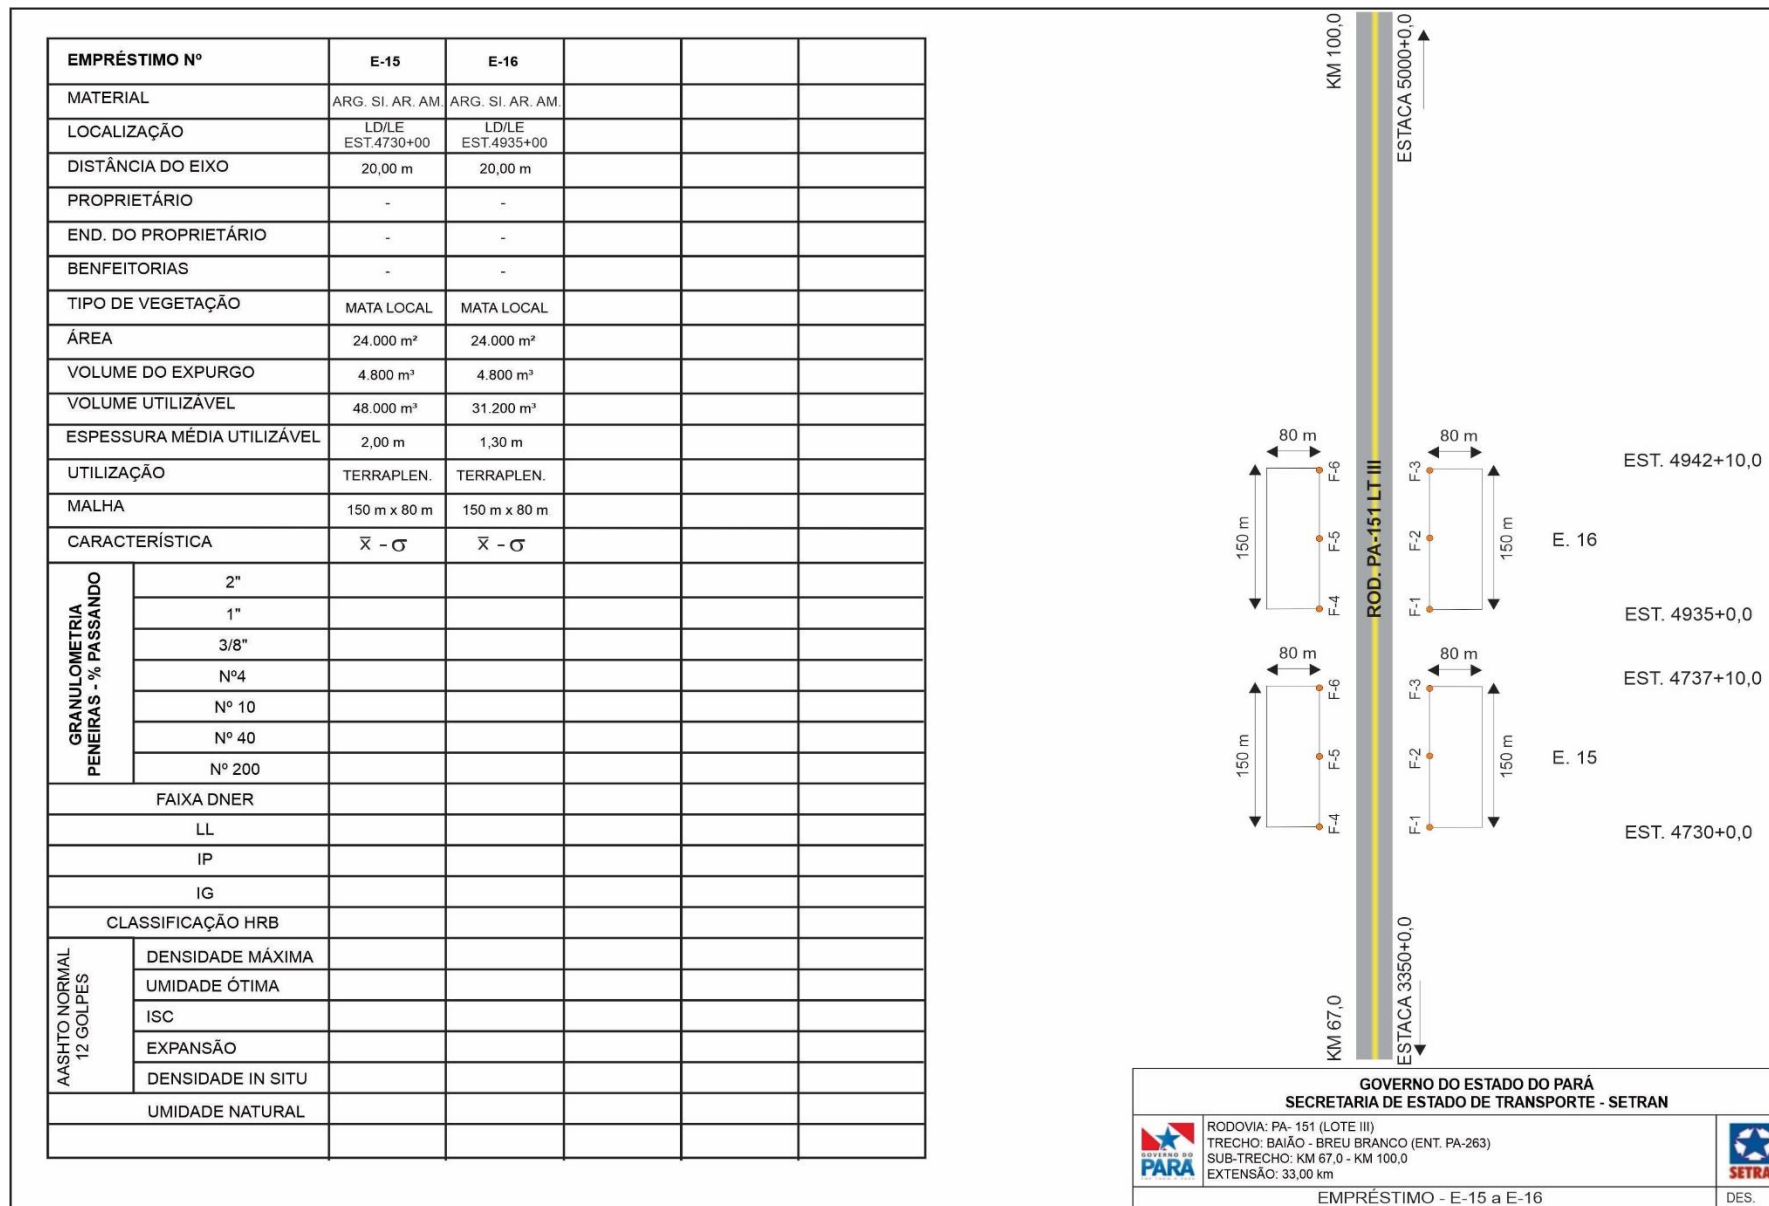 EMPRÉSTIMO Nº E-15 E-16
MATERIAL ARG. SI. AR. AM. ARG. SI. AR. AM.
LOCALIZAÇÃO LD/LE EST.4730+00 LD/LE EST.4935+00
DISTÂNCIA DO EIXO 20,00 m 20,00 m
PROPRIETÁRIO - -
END. DO PROPRIETÁRIO - -
BENFEITORIAS - -
TIPO DE VEGETAÇÃO MATA LOCAL MATA LOCAL
ÁREA 24.000 m² 24.000 m²
VOLUME DO EXPURGO 4.800 m³ 4.800 m³
VOLUME UTILIZÁVEL 48.000 m³ 31.200 m³
ESPESSURA MÉDIA UTILIZÁVEL 2,00 m 1,30 m
UTILIZAÇÃO TERRAPLEN. TERRAPLEN.
MALHA 150 m x 80 m 150 m x 80 m
CARACTERÍSTICA x̅ - σ x̅ - σ
GRANULOMETRIA
PENEIRAS - % PASSANDO
2"
1"
3/8"
Nº4
Nº 10
Nº 40
Nº 200
FAIXA DNER
LL
IP
IG
CLASSIFICAÇÃO HRB
AASHTO NORMAL
12 GOLPES
DENSIDADE MÁXIMA
UMIDADE ÓTIMA
ISC
EXPANSÃO
DENSIDADE IN SITU
UMIDADE NATURAL
KM 100,0
ESTACA 5000+0,0
ROD. PA-151 LT III
80 m 80 m
F-6 F-3 EST. 4942+10,0
150 m F-5 F-2 150 m E. 16
F-4 F-1 EST. 4935+0,0
80 m 80 m
F-6 F-3 EST. 4737+10,0
150 m F-5 F-2 150 m E. 15
F-4 F-1 EST. 4730+0,0
KM 67,0
ESTACA 3350+0,0
GOVERNO DO ESTADO DO PARÁ
SECRETARIA DE ESTADO DE TRANSPORTE - SETRAN
GOVERNO DO
PARÁ
RODOVIA: PA- 151 (LOTE III)
TRECHO: BAIÃO - BREU BRANCO (ENT. PA-263)
SUB-TRECHO: KM 67,0 - KM 100,0
EXTENSÃO: 33,00 km
SETRA
EMPRÉSTIMO - E-15 a E-16
DES.